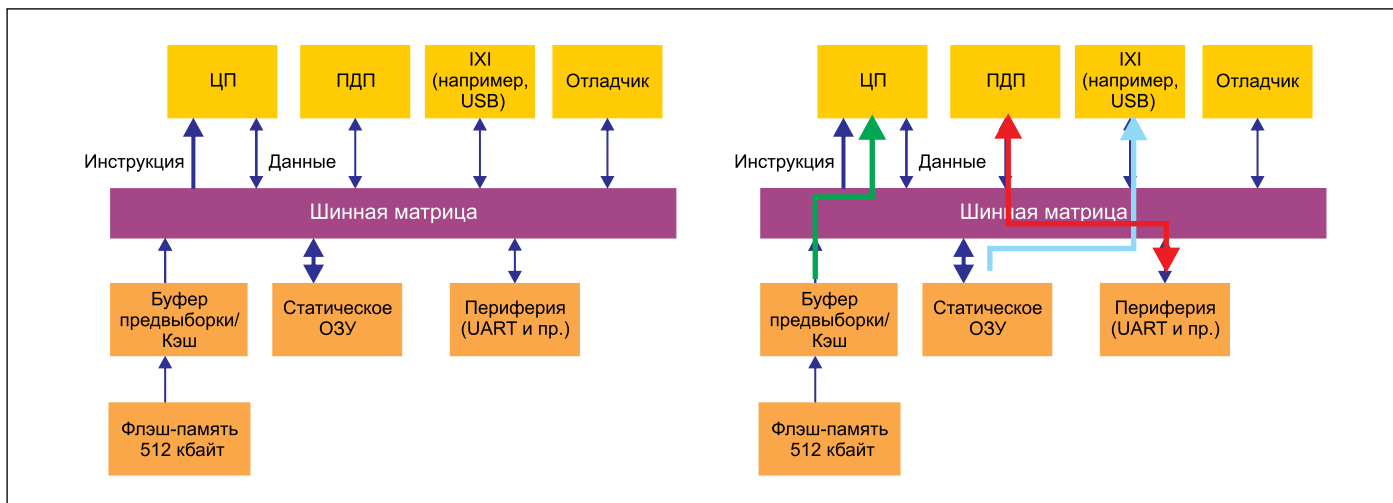 ЦП
ПДП
IXI
(например,
USB)
Отладчик
Инструкция
Данные
Шинная матрица
Буфер
предвыборки/
Кэш
Статическое
ОЗУ
Периферия
(UART и пр.)
Флэш-память
512 кбайт
ЦП
ПДП
IXI
(например,
USB)
Отладчик
Инструкция
Данные
Шинная матрица
Буфер
предвыборки/
Кэш
Статическое
ОЗУ
Периферия
(UART и пр.)
Флэш-память
512 кбайт